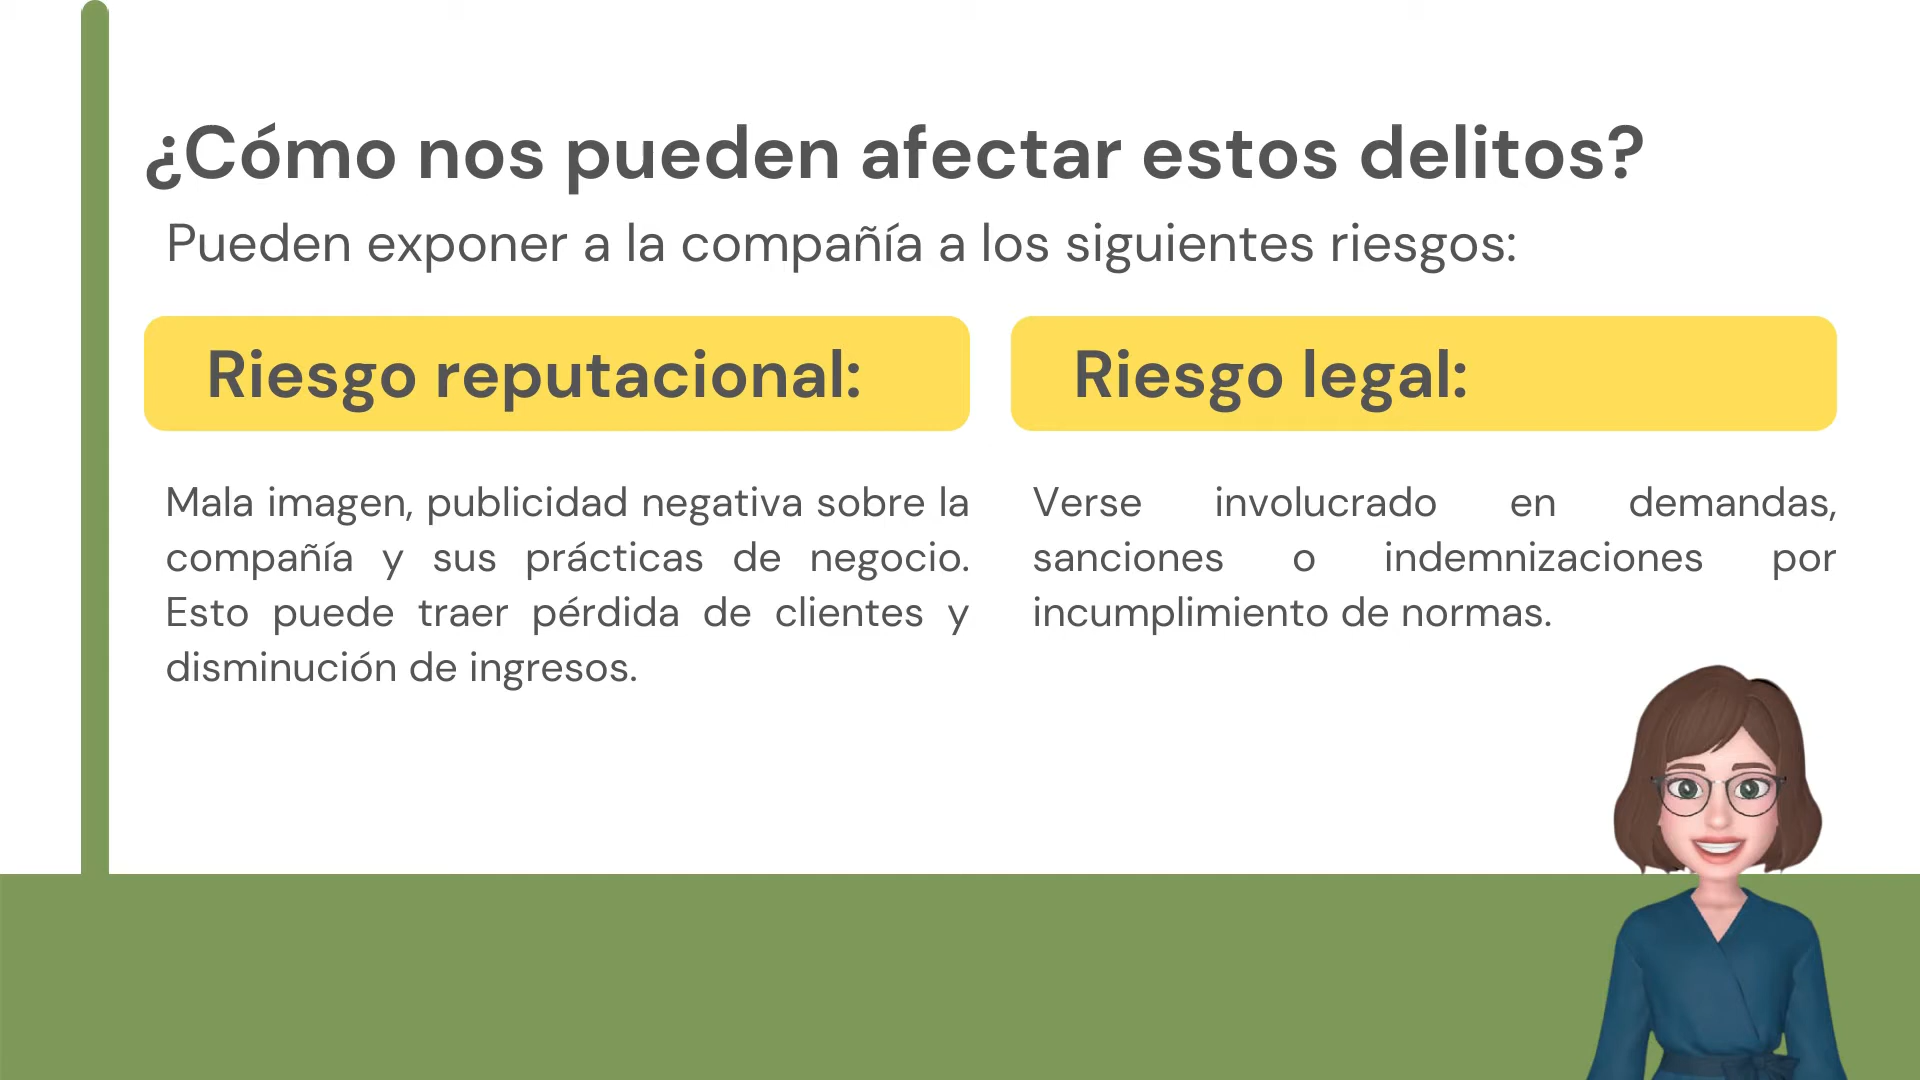 ¿Cómo nos pueden afectar estos delitos?
Pueden exponer a la compañía a los siguientes riesgos:
Riesgo reputacional:
Mala imagen, publicidad negativa sobre la
compañía y sus prácticas de negocio.
Esto puede traer pérdida de clientes y
disminución de ingresos.
Riesgo legal:
Verse involucrado en demandas,
sanciones o indemnizaciones por
incumplimiento de normas.